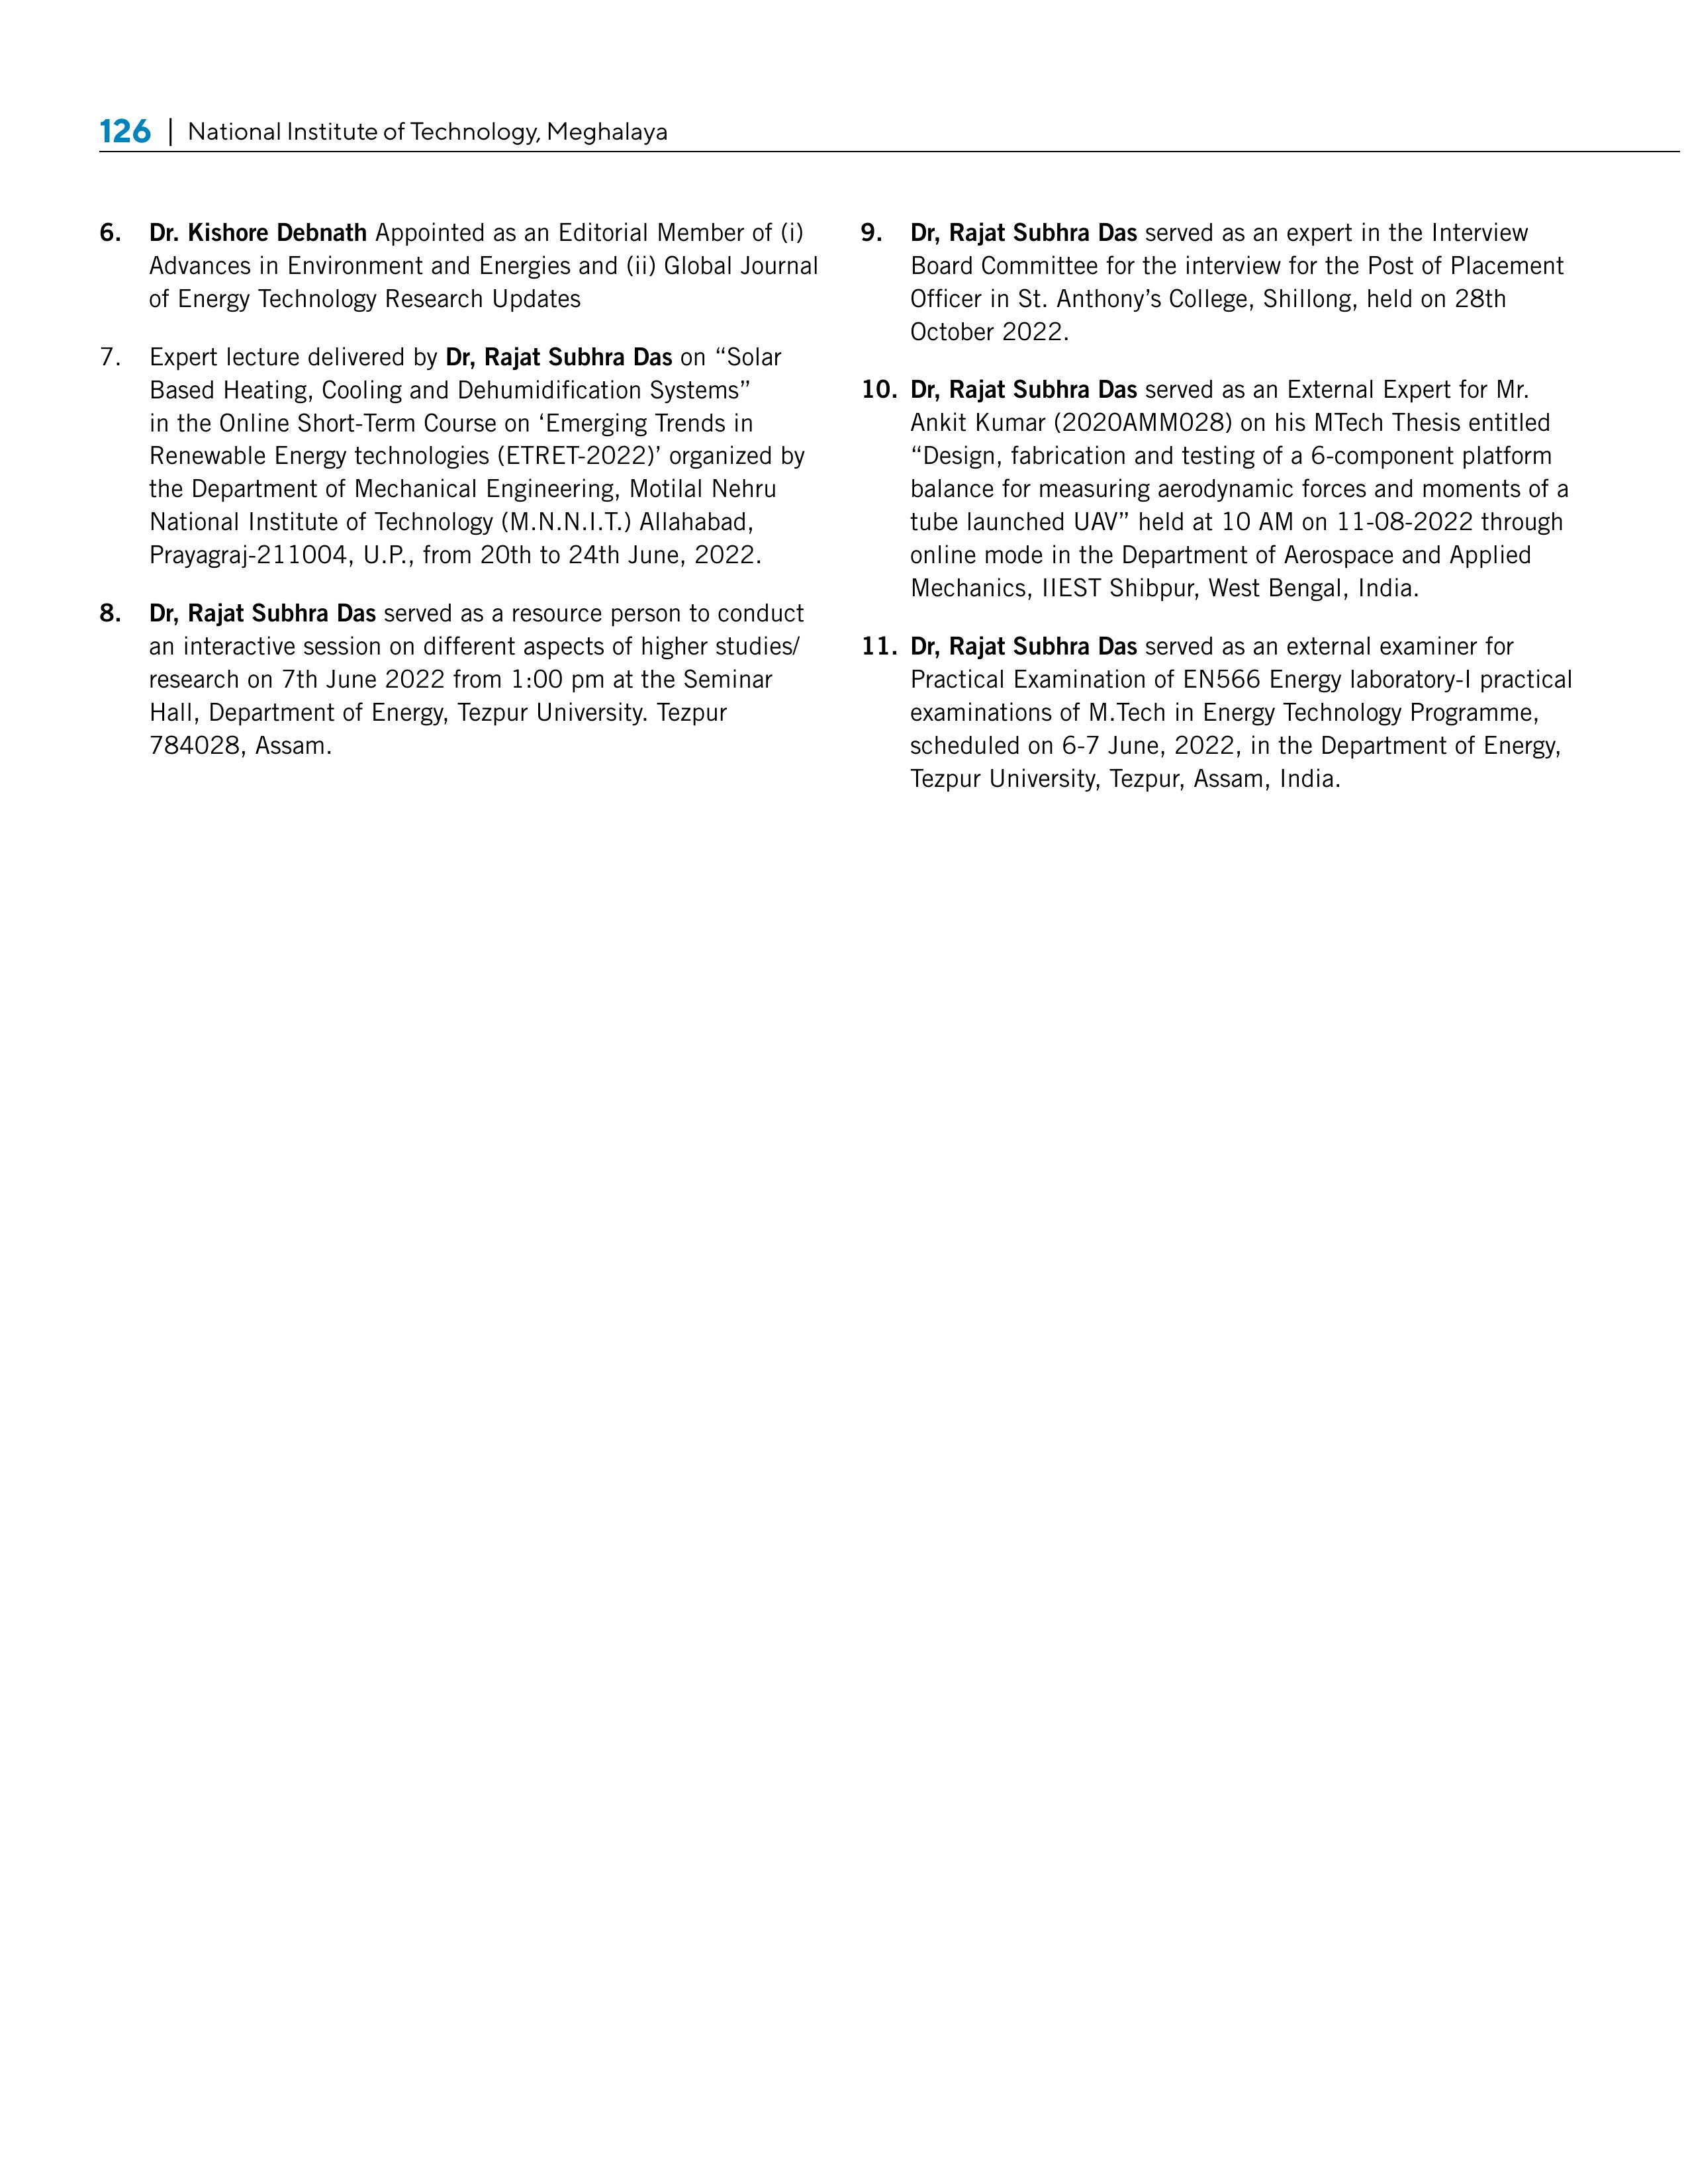 126 | National Institute of Technology, Meghalaya
6. Dr. Kishore Debnath Appointed as an Editorial Member of (i)
Advances in Environment and Energies and (ii) Global Journal
of Energy Technology Research Updates
7. Expert lecture delivered by Dr, Rajat Subhra Das on “Solar
Based Heating, Cooling and Dehumidification Systems”
in the Online Short-Term Course on ‘Emerging Trends in
Renewable Energy technologies (ETRET-2022)’ organized by
the Department of Mechanical Engineering, Motilal Nehru
National Institute of Technology (M.N.N.I.T.) Allahabad,
Prayagraj-211004, U.P., from 20th to 24th June, 2022.
8. Dr, Rajat Subhra Das served as a resource person to conduct
an interactive session on different aspects of higher studies/
research on 7th June 2022 from 1:00 pm at the Seminar
Hall, Department of Energy, Tezpur University. Tezpur
784028, Assam.
9. Dr, Rajat Subhra Das served as an expert in the Interview
Board Committee for the interview for the Post of Placement
Officer in St. Anthony’s College, Shillong, held on 28th
October 2022.
10. Dr, Rajat Subhra Das served as an External Expert for Mr.
Ankit Kumar (2020AMM028) on his MTech Thesis entitled
“Design, fabrication and testing of a 6-component platform
balance for measuring aerodynamic forces and moments of a
tube launched UAV” held at 10 AM on 11-08-2022 through
online mode in the Department of Aerospace and Applied
Mechanics, IIEST Shibpur, West Bengal, India.
11. Dr, Rajat Subhra Das served as an external examiner for
Practical Examination of EN566 Energy laboratory-I practical
examinations of M.Tech in Energy Technology Programme,
scheduled on 6-7 June, 2022, in the Department of Energy,
Tezpur University, Tezpur, Assam, India.